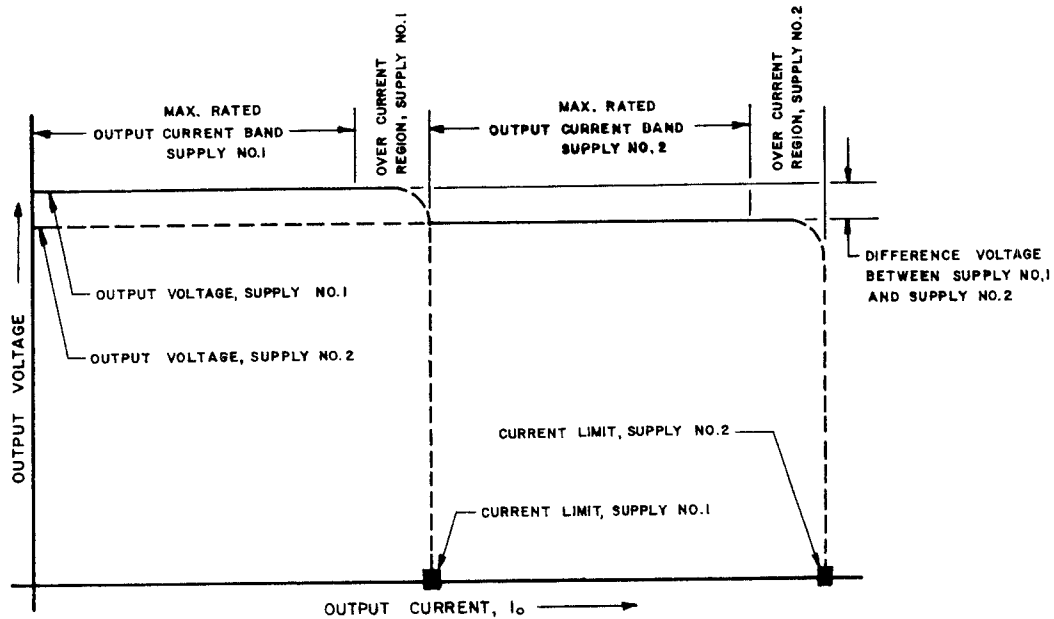 MAX. RATED
OUTPUT CURRENT BAND
SUPPLY NO.1
OVER CURRENT
REGION, SUPPLY NO.1
MAX. RATED
OUTPUT CURRENT BAND
SUPPLY NO. 2
OVER CURRENT
REGION, SUPPLY NO.2
DIFFERENCE VOLTAGE
BETWEEN SUPPLY NO.1
AND SUPPLY NO.2
OUTPUT VOLTAGE, SUPPLY NO.1
OUTPUT VOLTAGE, SUPPLY NO.2
OUTPUT VOLTAGE
CURRENT LIMIT, SUPPLY NO.2
CURRENT LIMIT, SUPPLY NO.1
OUTPUT CURRENT, Io